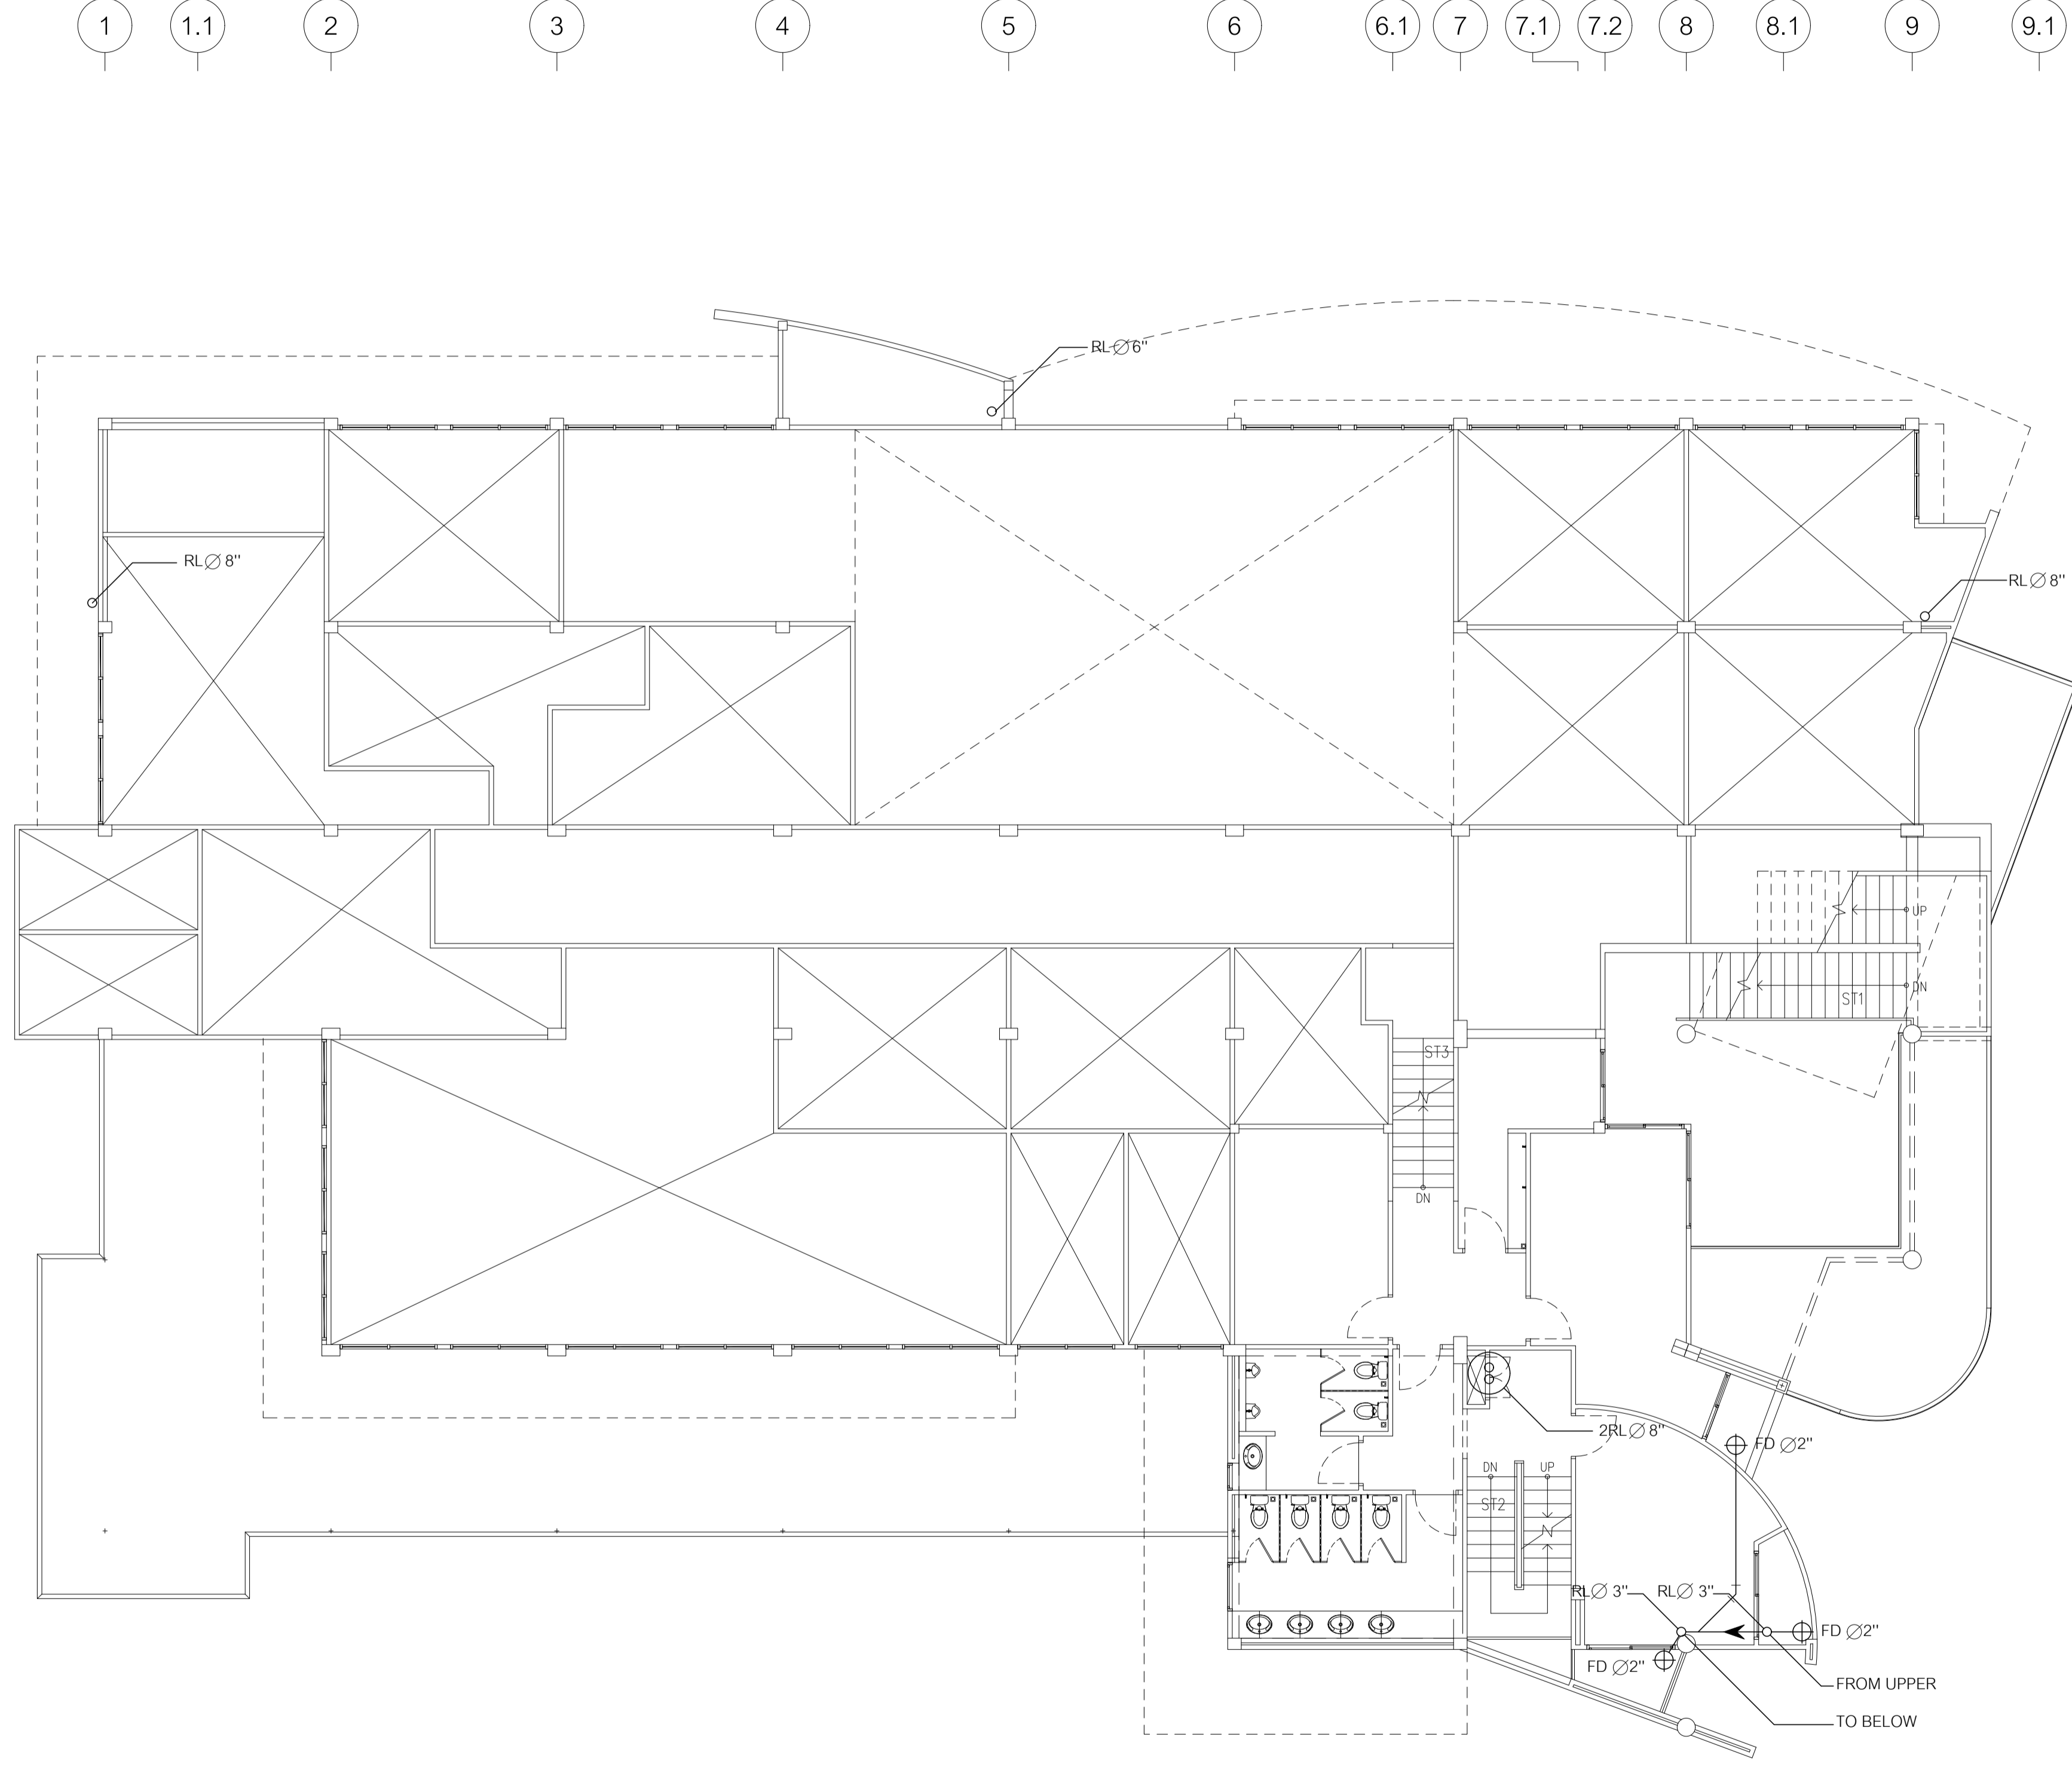 1 1.1 2 3 4 5 6 6.1 7 7.1 7.2 8 8.1 9 9.1
RL∅6"
RL∅8"
RL∅8"
UP
DN
ST1
ST3
DN
2RL∅8"
FD ∅2"
DN UP
ST2
RL∅ 3" RL∅ 3"
FD ∅2"
FD ∅2"
FROM UPPER
TO BELOW